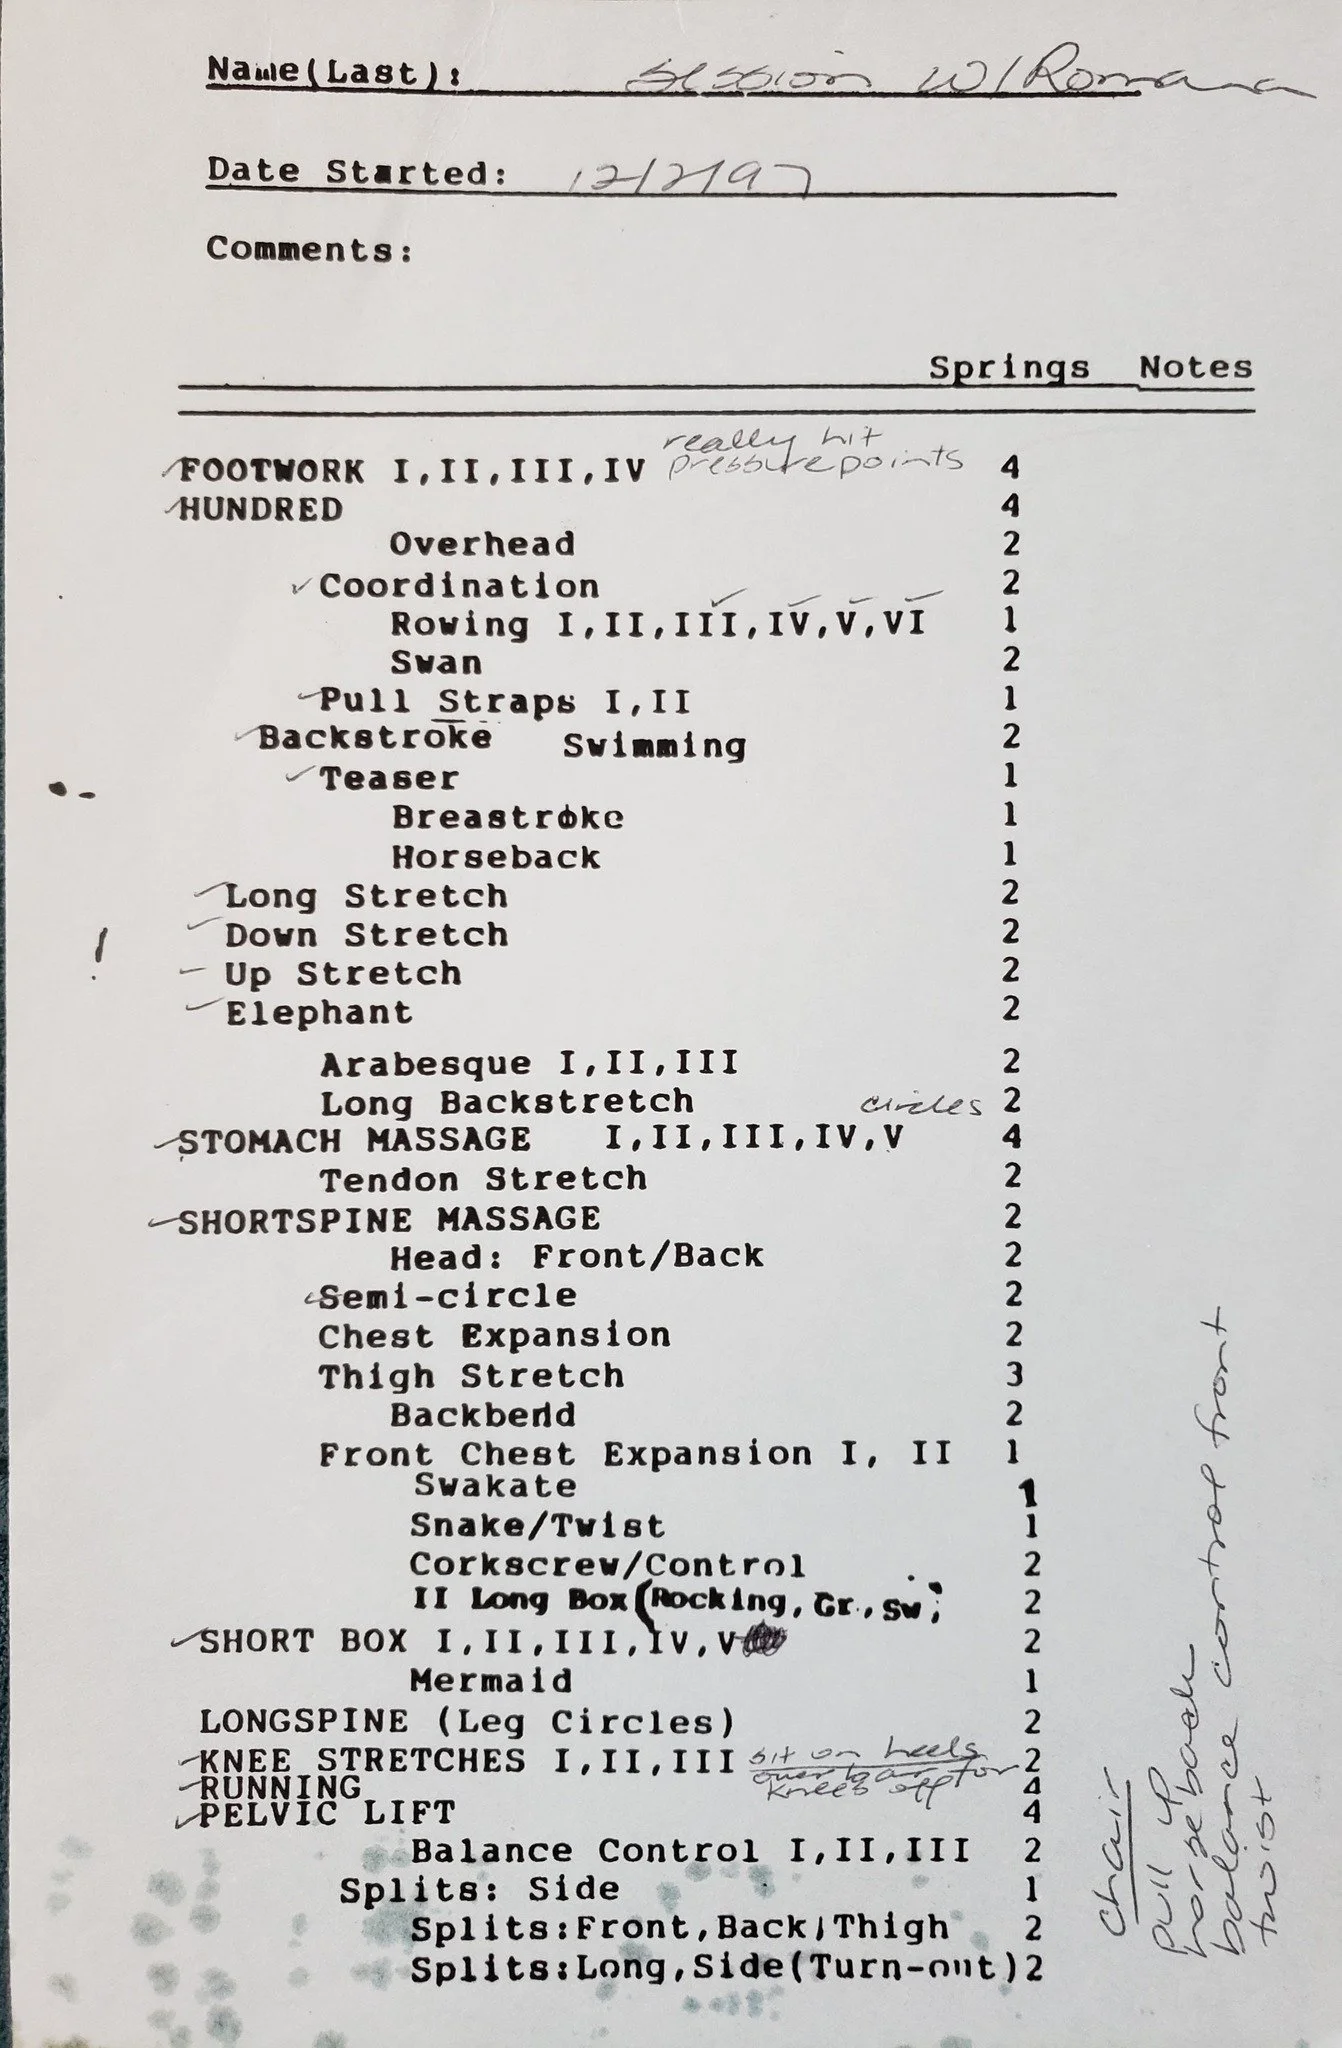 Name(Last): Session w/Romana
Date Started: 12/2/97
Comments:
Springs Notes
really hit
FOOTWORK I,II,III,IV pressure points 4
HUNDRED 4
Overhead 2
Coordination 2
Rowing I,II,III,IV,V,VI 1
Swan 2
Pull Straps I,II 1
Backstroke Swimming 2
Teaser 1
Breastroke 1
Horseback 1
Long Stretch 2
Down Stretch 2
Up Stretch 2
Elephant 2
Arabesque I,II,III 2
Long Backstretch circles 2
STOMACH MASSAGE I,II,III,IV,V 4
Tendon Stretch 2
SHORTSPINE MASSAGE 2
Head: Front/Back 2
Semi-circle 2
Chest Expansion 2
Thigh Stretch 3
Backbend 2
Front Chest Expansion I, II 1
Swakate 1
Snake/Twist 1
Corkscrew/Control 2
II Long Box(Rocking, Gr., Sw; 2
SHORT BOX I,II,III,IV,V 2
Mermaid 1
LONGSPINE (Leg Circles) 2
KNEE STRETCHES I,II,III sit on heels 2
over bar for
RUNNING knees off 4
PELVIC LIFT 4
Balance Control I,II,III 2
Splits: Side 1
Splits:Front,Back,Thigh 2
Splits:Long,Side(Turn-out) 2
Chair
pull up
horseback
balance control front
twist